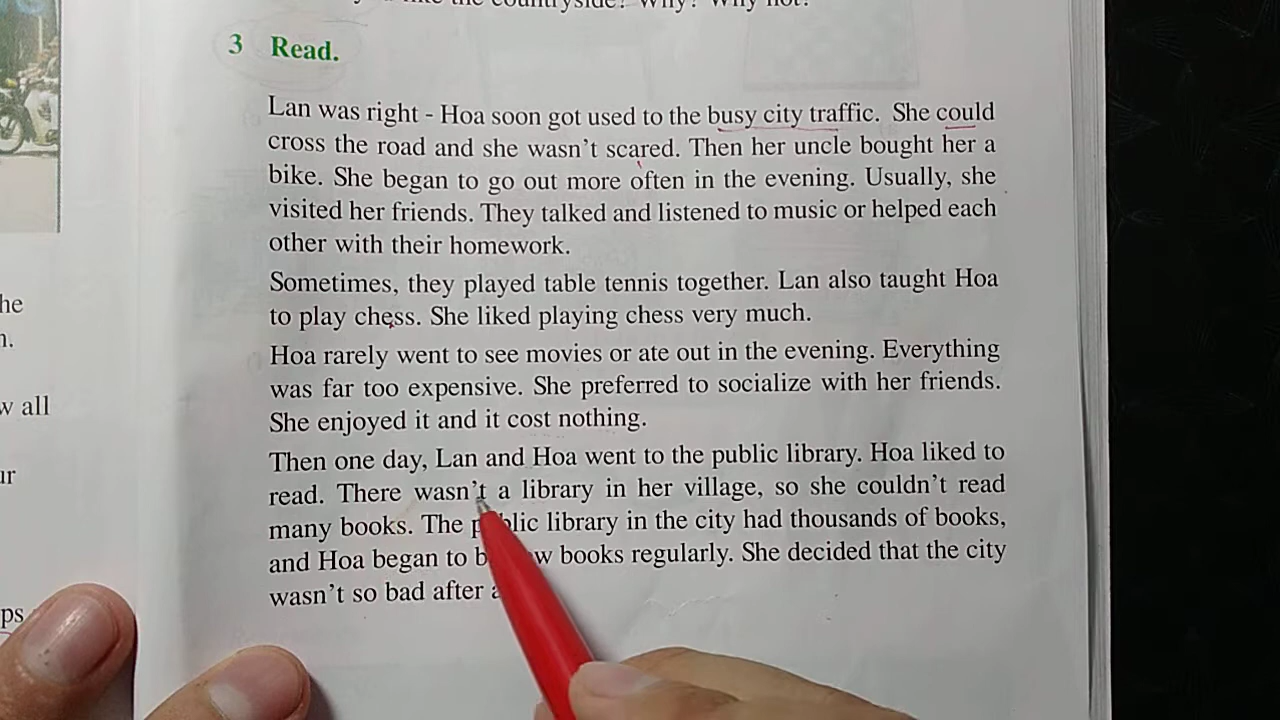 3 Read.
Lan was right - Hoa soon got used to the busy city traffic. She could
cross the road and she wasn't scared. Then her uncle bought her a
bike. She began to go out more often in the evening. Usually, she
visited her friends. They talked and listened to music or helped each
other with their homework.
Sometimes, they played table tennis together. Lan also taught Hoa
to play chess. She liked playing chess very much.
Hoa rarely went to see movies or ate out in the evening. Everything
was far too expensive. She preferred to socialize with her friends.
She enjoyed it and it cost nothing.
Then one day, Lan and Hoa went to the public library. Hoa liked to
read. There wasn't a library in her village, so she couldn't read
many books. The library in the city had thousands of books,
and Hoa began to books regularly. She decided that the city
wasn't so bad after
all